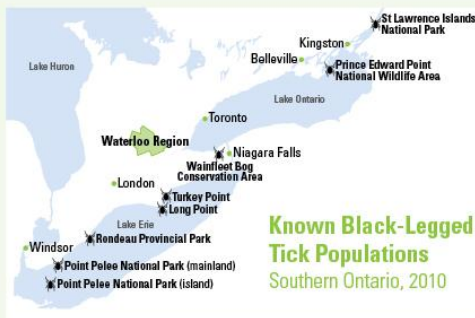 St Lawrence Islands
National Park
Kingston
Belleville
Prince Edward Point
National Wildlife Area
Lake Huron
Lake Ontario
Toronto
Waterloo Region
Niagara Falls
Wainfleet Bog
Conservation Area
London
Turkey Point
Long Point
Lake Erie
Rondeau Provincial Park
Windsor
Point Pelee National Park (mainland)
Point Pelee National Park (island)
Known Black-Legged
Tick Populations
Southern Ontario, 2010